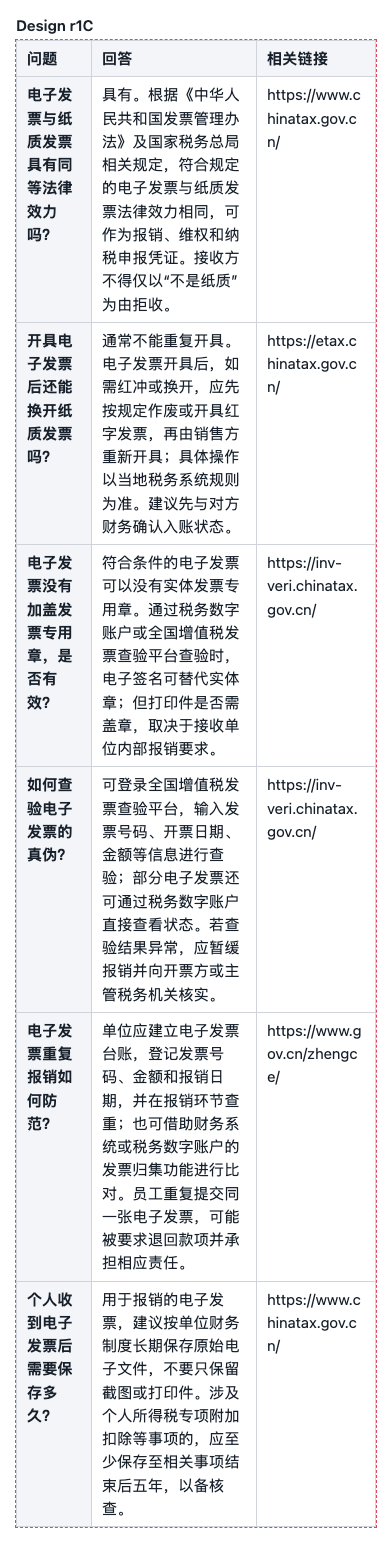 Design r1C
问题
回答
相关链接
电子发
票与纸
质发票
具有同
等法律
效力
吗?
具有。根据《中华人
民共和国发票管理办
法》及国家税务总局
相关规定，符合规定
的电子发票与纸质发
票法律效力相同，可
作为报销、维权和纳
税申报凭证。接收方
不得仅以“不是纸质”
为由拒收。
https://www.c
hinatax.gov.c
n/
开具电
子发票
后还能
换开纸
质发票
吗?
通常不能重复开具。
电子发票开具后，如
需红冲或换开，应先
按规定作废或开具红
字发票，再由销售方
重新开具；具体操作
以当地税务系统规则
为准。建议先与对方
财务确认入账状态。
https://etax.c
hinatax.gov.c
n/
电子发
票没有
加盖发
票专用
章，是
否有
效?
符合条件的电子发票
可以没有实体发票专
用章。通过税务数字
账户或全国增值税发
票查验平台查验时，
电子签名可替代实体
章；但打印件是否需
盖章，取决于接收单
位内部报销要求。
https://inv-
veri.chinatax.
gov.cn/
如何查
验电子
发票的
真伪?
可登录全国增值税发
票查验平台，输入发
票号码、开票日期、
金额等信息进行查
验；部分电子发票还
可通过税务数字账户
直接查看状态。若查
验结果异常，应暂缓
报销并向开票方或主
管税务机关核实。
https://inv-
veri.chinatax.
gov.cn/
电子发
票重复
报销如
何防
范?
单位应建立电子发票
台账，登记发票号
码、金额和报销日
期，并在报销环节查
重；也可借助财务系
统或税务数字账户的
发票归集功能进行比
对。员工重复提交同
一张电子发票，可能
被要求退回款项并承
担相应责任。
https://www.g
ov.cn/zhengc
e/
个人收
到电子
发票后
需要保
存多
久?
用于报销的电子发
票，建议按单位财务
制度长期保存原始电
子文件，不要只保留
截图或打印件。涉及
个人所得税专项附加
扣除等事项的，应至
少保存至相关事项结
束后五年，以备核
查。
https://www.c
hinatax.gov.c
n/